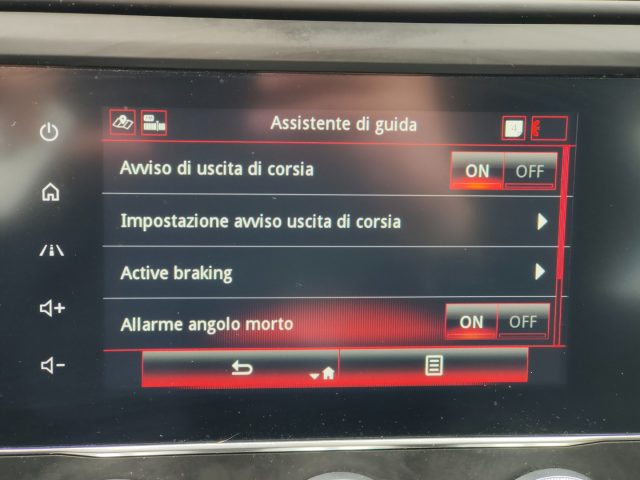 Assistente di guida
Avviso di uscita di corsia ON OFF
Impostazione avviso uscita di corsia
Active braking
Allarme angolo morto ON OFF